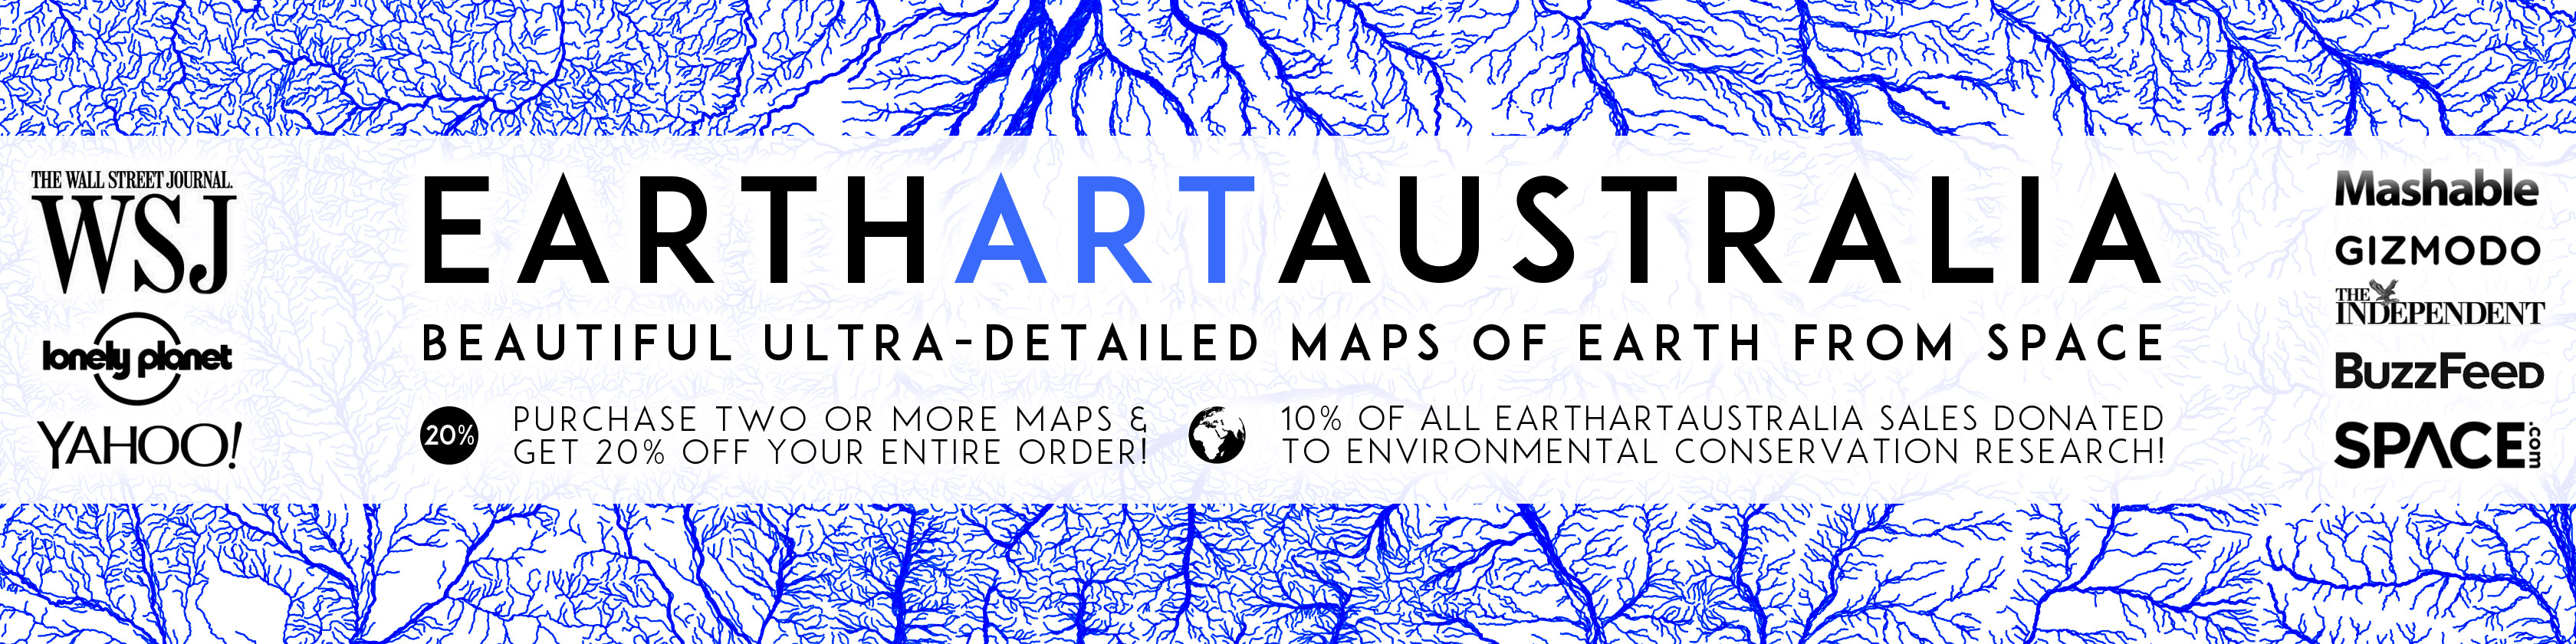 THE WALL STREET JOURNAL.
WSJ
lonely planet
YAHOO!
EARTHARTAUSTRALIA
BEAUTIFUL ULTRA-DETAILED MAPS OF EARTH FROM SPACE
20%
PURCHASE TWO OR MORE MAPS &
GET 20% OFF YOUR ENTIRE ORDER!
10% OF ALL EARTHARTAUSTRALIA SALES DONATED
TO ENVIRONMENTAL CONSERVATION RESEARCH!
Mashable
GIZMODO
THE
INDEPENDENT
BuzzFeed
SPACE.com